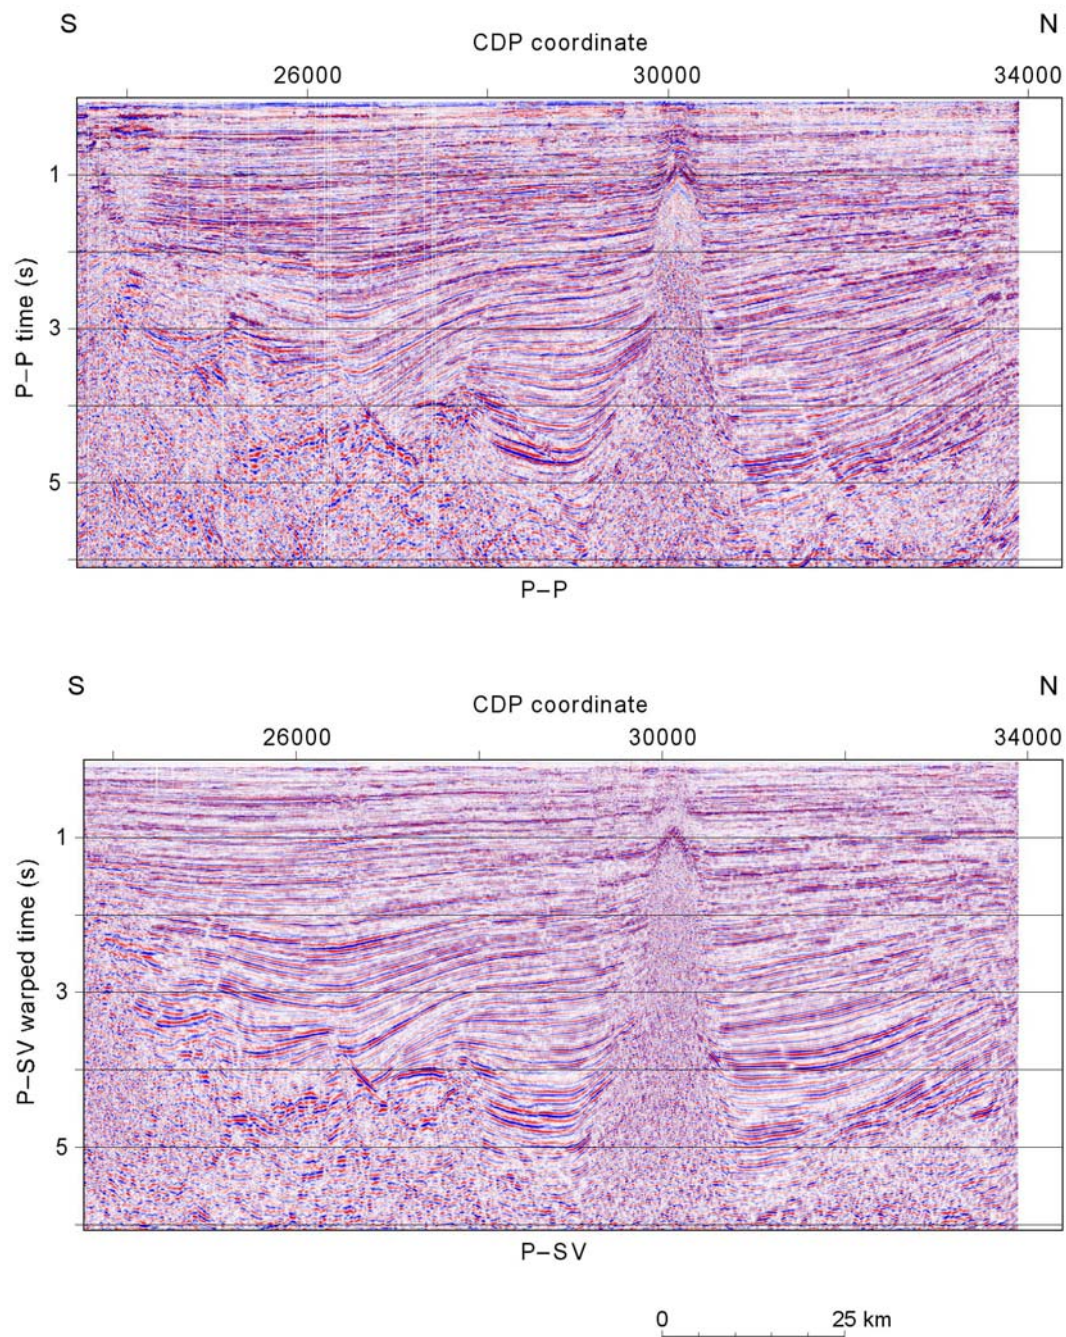 S
N
CDP coordinate
26000
30000
34000
1
3
5
P–P time (s)
P–P
S
N
CDP coordinate
26000
30000
34000
1
3
5
P–SV warped time (s)
P–SV
0
25 km